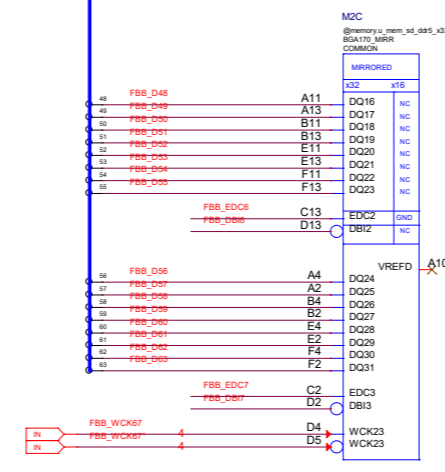 M2C
@memory.u_mem_sd_ddr5_x32
BGA170_MIRR
COMMON
MIRRORED
x32 x16
48 FBB_D48 A11 DQ16 NC
49 FBB_D49 A13 DQ17 NC
50 FBB_D50 B11 DQ18 NC
51 FBB_D51 B13 DQ19 NC
52 FBB_D52 E11 DQ20 NC
53 FBB_D53 E13 DQ21 NC
54 FBB_D54 F11 DQ22 NC
55 FBB_D55 F13 DQ23 NC
FBB_EDC6 C13 EDC2 GND
FBB_DBI6 D13 DBI2 NC
VREFD A10
56 FBB_D56 A4 DQ24
57 FBB_D57 A2 DQ25
58 FBB_D58 B4 DQ26
59 FBB_D59 B2 DQ27
60 FBB_D60 E4 DQ28
61 FBB_D61 E2 DQ29
62 FBB_D62 F4 DQ30
63 FBB_D63 F2 DQ31
FBB_EDC7 C2 EDC3
FBB_DBI7 D2 DBI3
IN FBB_WCK67 4 D4 WCK23
IN FBB_WCK67* 4 D5 WCK23